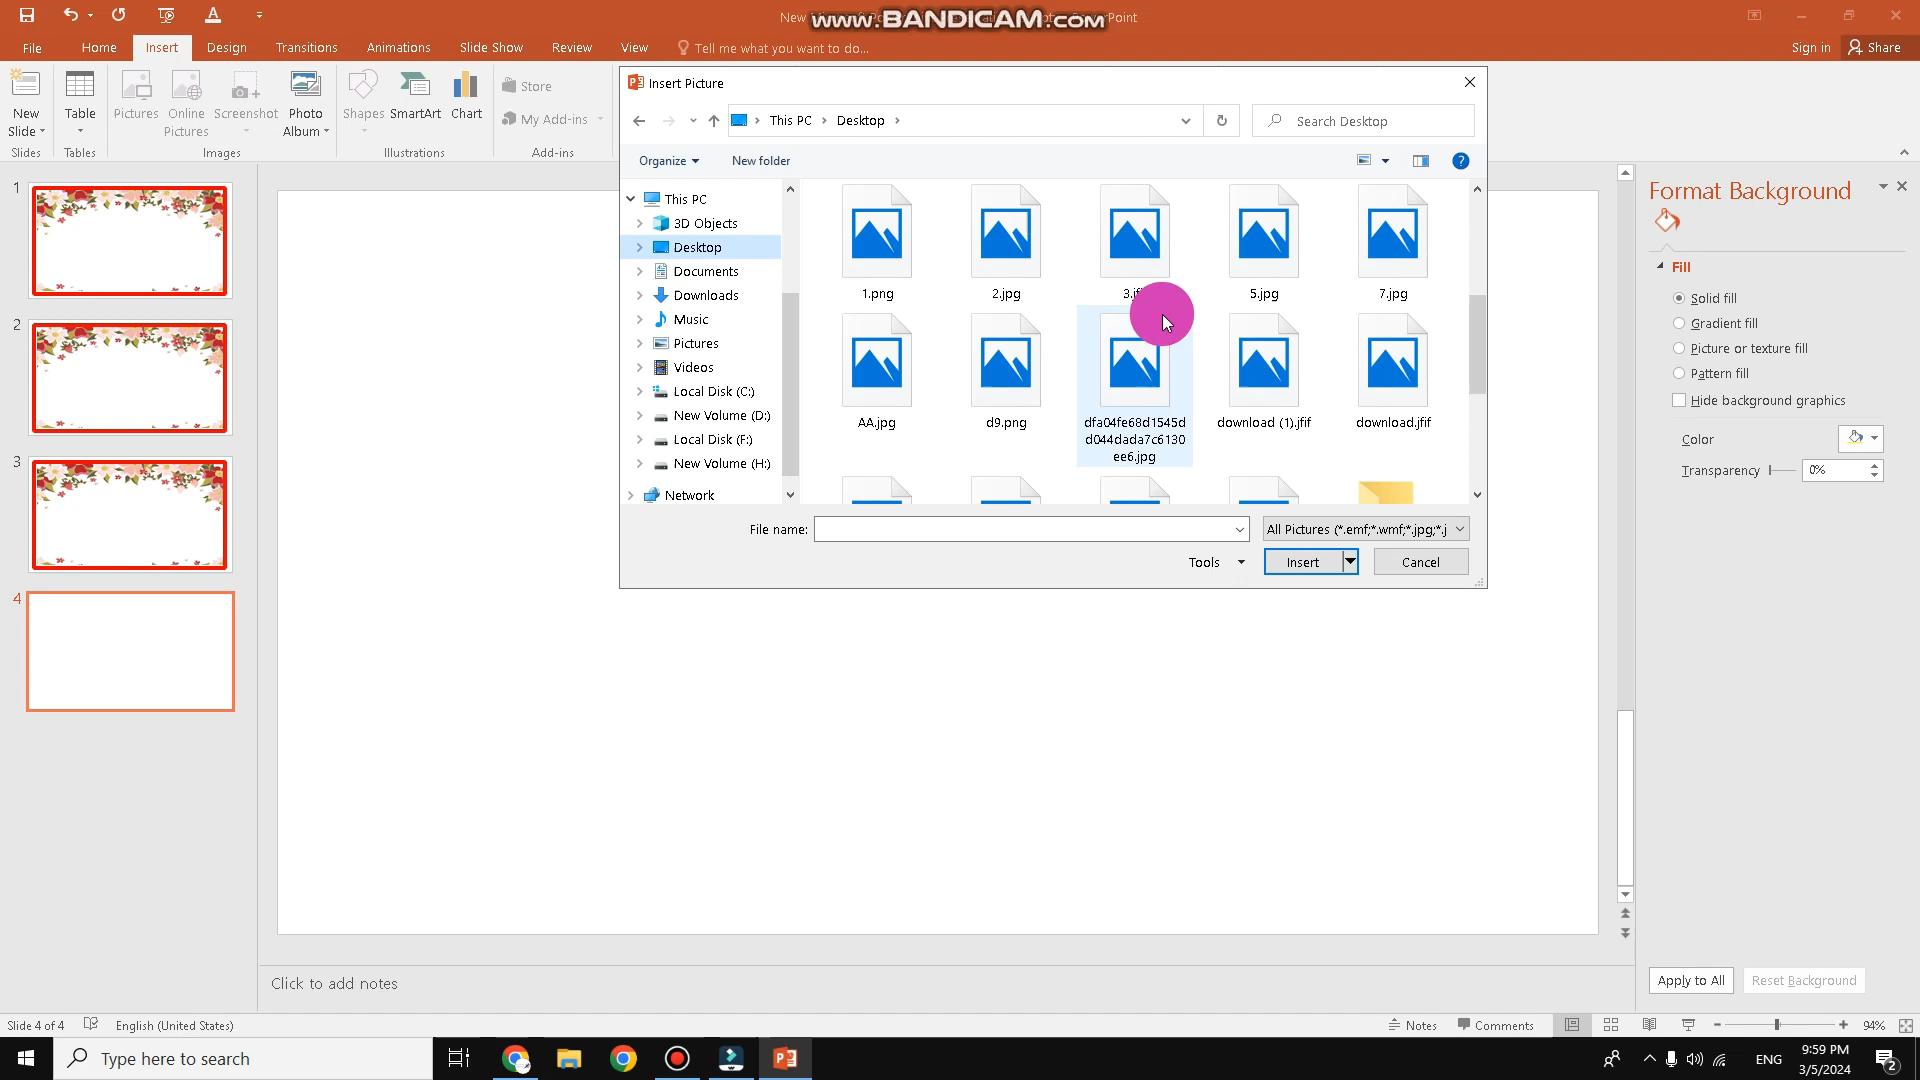 New
www.BANDICAM.com
Point
File
Home
Insert
Design
Transitions
Animations
Slide Show
Review
View
Tell me what you want to do...
Sign in
Share
New
Slide
Table
Pictures
Online
Pictures
Screenshot
Photo
Album
Shapes
SmartArt
Chart
Store
My Add-ins
Slides
Tables
Images
Illustrations
Add-ins
Insert Picture
This PC
Desktop
Search Desktop
Organize
New folder
This PC
3D Objects
Desktop
Documents
Downloads
Music
Pictures
Videos
Local Disk (C:)
New Volume (D:)
Local Disk (F:)
New Volume (H:)
Network
1.png
2.jpg
5.jpg
7.jpg
AA.jpg
d9.png
dfa04fe68d1545d
d044dada7c6130
ee6.jpg
download (1).jfif
download.jfif
File name:
All Pictures (*.emf;*.wmf;*.jpg;*.j
Tools
Insert
Cancel
1
2
3
4
Format Background
Fill
Solid fill
Gradient fill
Picture or texture fill
Pattern fill
Hide background graphics
Color
Transparency
0%
Apply to All
Reset Background
Click to add notes
Slide 4 of 4
English (United States)
Notes
Comments
94%
Type here to search
ENG
9:59 PM
3/5/2024
2